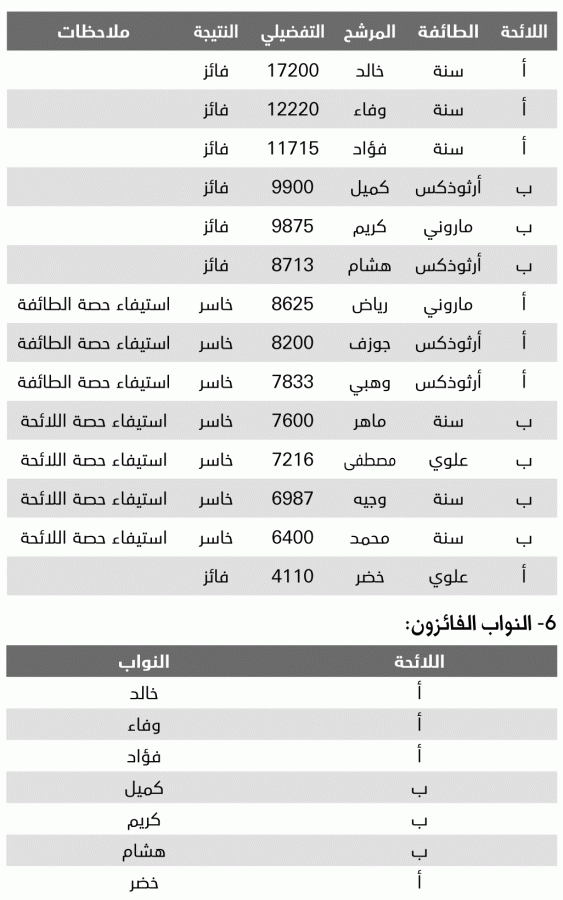 اللائحة الطائفة المرشح التفضيلي النتيجة ملاحظات
أ سنة خالد 17200 فائز
أ سنة وفاء 12220 فائز
أ سنة فؤاد 11715 فائز
ب أرثوذكس كميل 9900 فائز
ب ماروني كريم 9875 فائز
ب أرثوذكس هشام 8713 فائز
أ ماروني رياض 8625 خاسر استيفاء حصة الطائفة
أ أرثوذكس جوزف 8200 خاسر استيفاء حصة الطائفة
أ أرثوذكس وهبي 7833 خاسر استيفاء حصة الطائفة
ب سنة ماهر 7600 خاسر استيفاء حصة اللائحة
ب علوي مصطفى 7216 خاسر استيفاء حصة اللائحة
ب سنة وجيه 6987 خاسر استيفاء حصة اللائحة
ب سنة محمد 6400 خاسر استيفاء حصة اللائحة
أ علوي خضر 4110 فائز
6- النواب الفائزون:
اللائحة النواب
أ خالد
أ وفاء
أ فؤاد
ب كميل
ب كريم
ب هشام
أ خضر